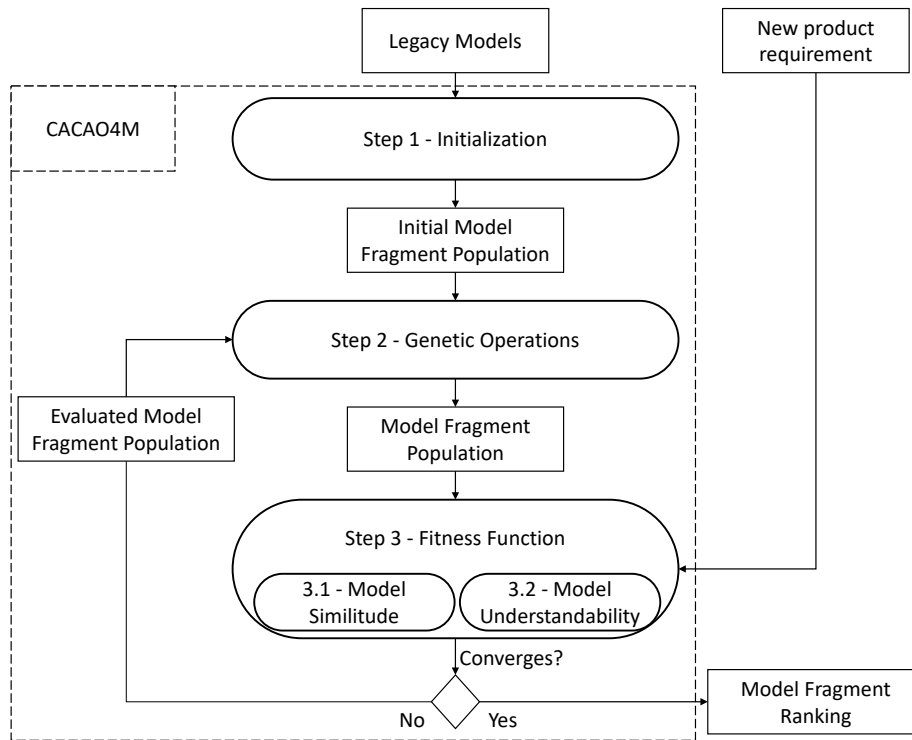 Legacy Models
New product
requirement
CACAO4M
Step 1 - Initialization
Initial Model
Fragment Population
Step 2 - Genetic Operations
Evaluated Model
Fragment Population
Model Fragment
Population
Step 3 - Fitness Function
3.1 - Model
Similitude
3.2 - Model
Understandability
Converges?
No
Yes
Model Fragment
Ranking